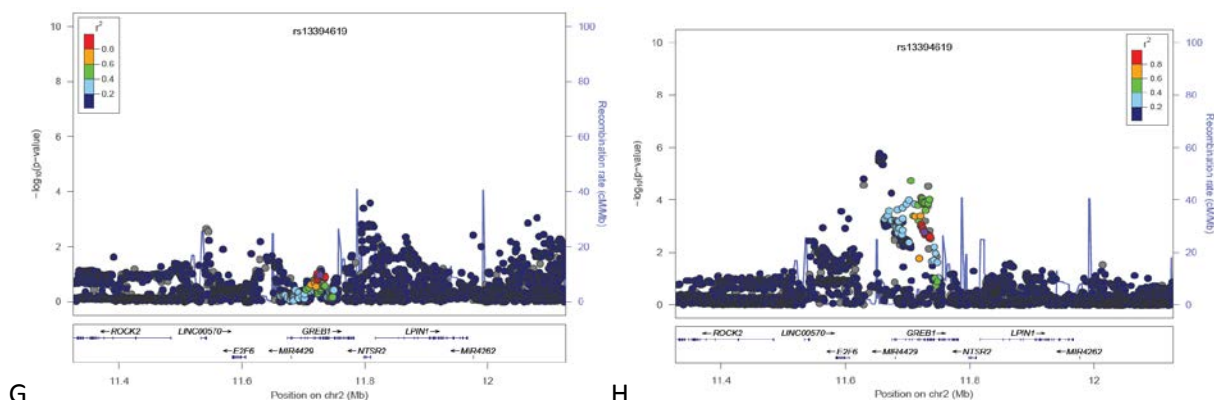 rs13394619
r²
0.8
0.6
0.4
0.2
10
8
6
4
2
0
−log₁₀(p−value)
100
80
60
40
20
0
Recombination rate (cM/Mb)
←ROCK2 LINC00570→ GREB1→ LPIN1→
←E2F6 ←MIR4429 ←NTSR2 ←MIR4262
11.4 11.6 11.8 12
Position on chr2 (Mb)
G
rs13394619
r²
0.8
0.6
0.4
0.2
10
8
6
4
2
0
−log₁₀(p−value)
100
80
60
40
20
0
Recombination rate (cM/Mb)
←ROCK2 LINC00570→ GREB1→ LPIN1→
←E2F6 ←MIR4429 ←NTSR2 ←MIR4262
11.4 11.6 11.8 12
Position on chr2 (Mb)
H